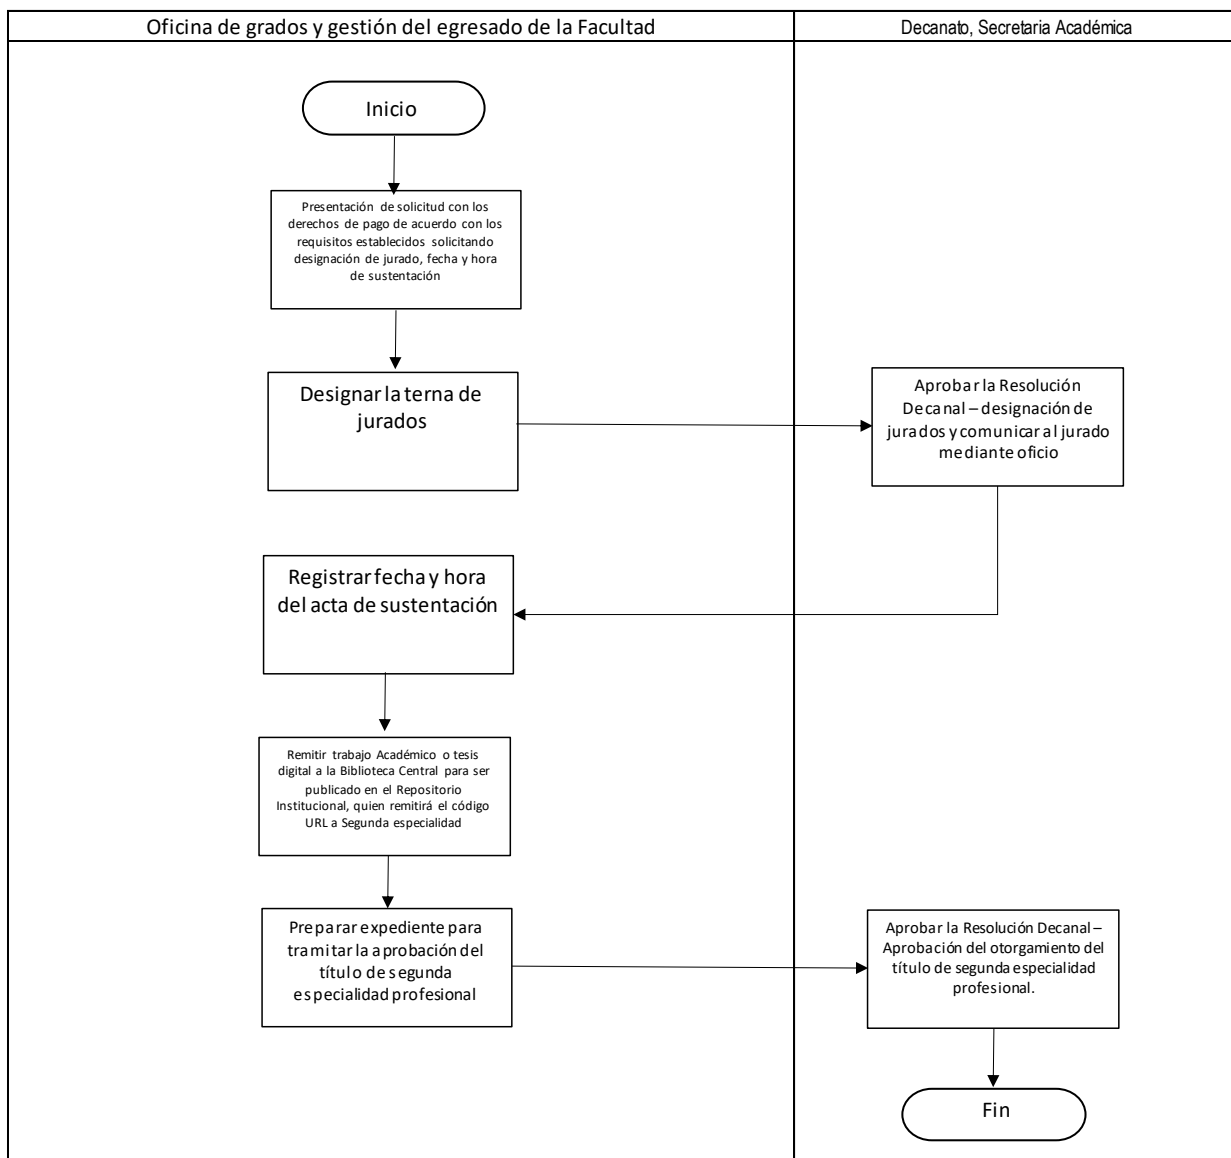 Oficina de grados y gestión del egresado de la Facultad
Decanato, Secretaria Académica
Inicio
Presentación de solicitud con los
derechos de pago de acuerdo con los
requisitos establecidos solicitando
designación de jurado, fecha y hora
de sustentación
Designar la terna de
jurados
Aprobar la Resolución
Decanal – designación de
jurados y comunicar al jurado
mediante oficio
Registrar fecha y hora
del acta de sustentación
Remitir trabajo Académico o tesis
digital a la Biblioteca Central para ser
publicado en el Repositorio
Institucional, quien remitirá el código
URL a Segunda especialidad
Preparar expediente para
tramitar la aprobación del
título de segunda
especialidad profesional
Aprobar la Resolución Decanal –
Aprobación del otorgamiento del
título de segunda especialidad
profesional.
Fin